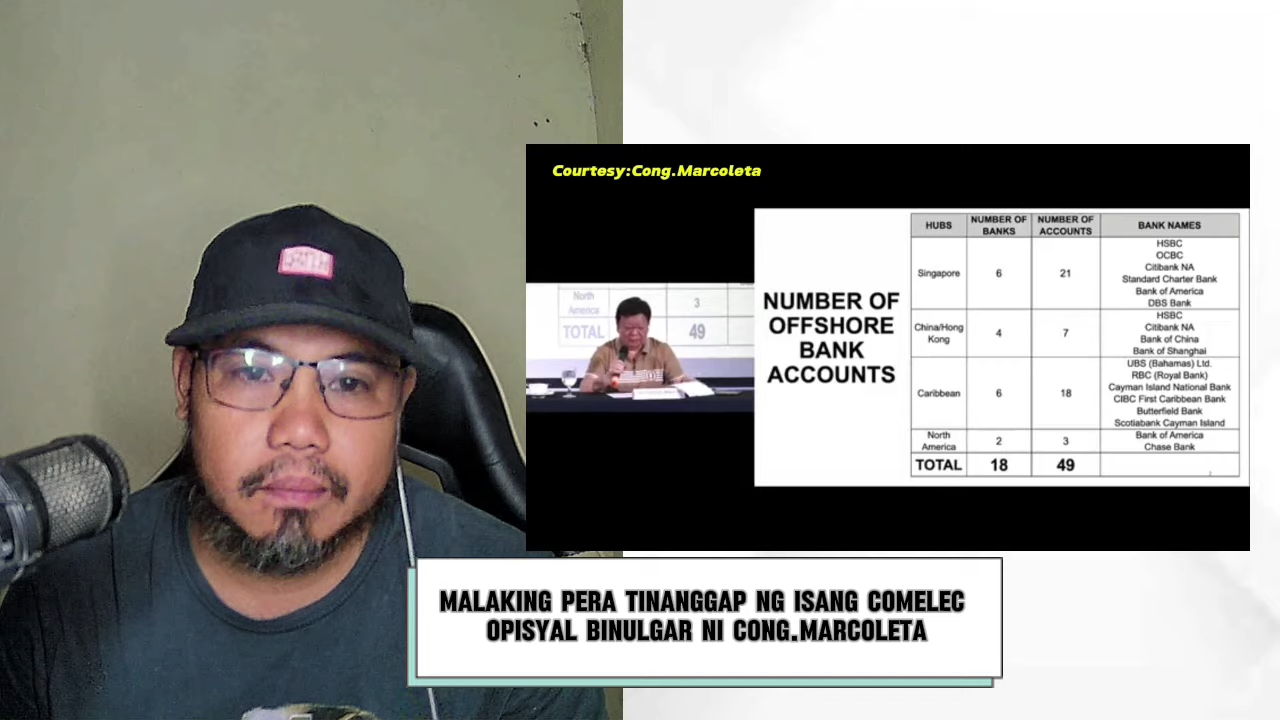 Courtesy:Cong.Marcoleta
NUMBER OF
OFFSHORE
BANK
ACCOUNTS
HUBS NUMBER OF BANKS NUMBER OF ACCOUNTS BANK NAMES
Singapore 6 21
HSBC
OCBC
Citibank NA
Standard Charter Bank
Bank of America
DBS Bank
China/Hong Kong 4 7
HSBC
Citibank NA
Bank of China
Bank of Shanghai
Caribbean 6 18
UBS (Bahamas) Ltd.
RBC (Royal Bank)
Cayman Island National Bank
CIBC First Caribbean Bank
Butterfield Bank
Scotiabank Cayman Island
North America 2 3
Bank of America
Chase Bank
TOTAL 18 49
North America 3
TOTAL 49
MALAKING PERA TINANGGAP NG ISANG COMELEC
OPISYAL BINULGAR NI CONG.MARCOLETA